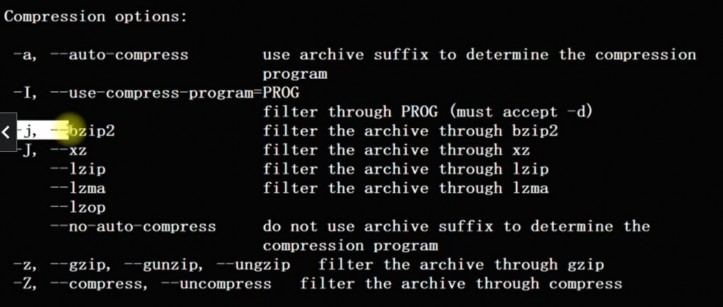 Compression options:
-a, --auto-compress use archive suffix to determine the compression
program
-I, --use-compress-program=PROG
filter through PROG (must accept -d)
-j, --bzip2 filter the archive through bzip2
-J, --xz filter the archive through xz
--lzip filter the archive through lzip
--lzma filter the archive through lzma
--lzop
--no-auto-compress do not use archive suffix to determine the
compression program
-z, --gzip, --gunzip, --ungzip filter the archive through gzip
-Z, --compress, --uncompress filter the archive through compress